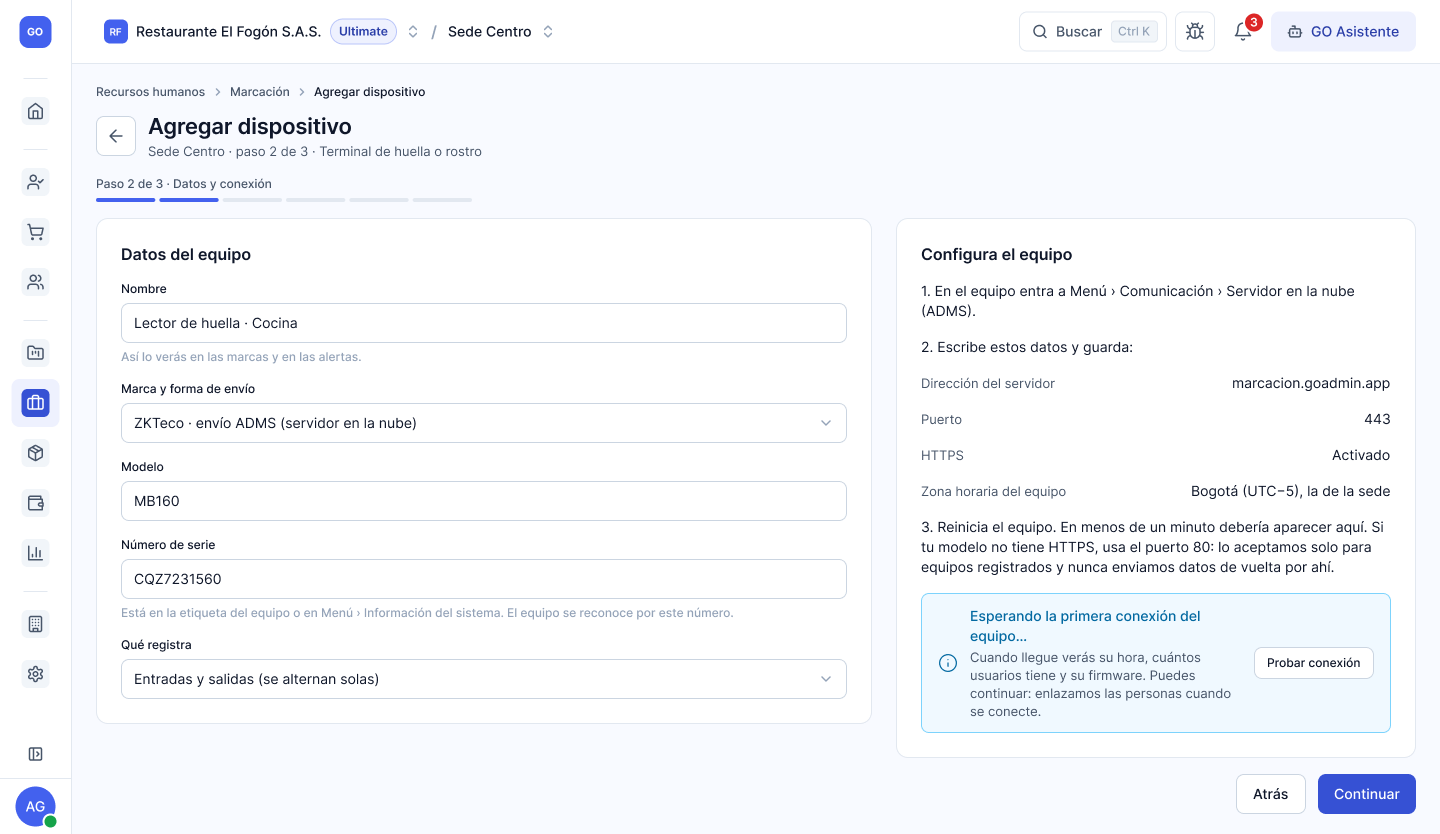 GO
RF Restaurante El Fogón S.A.S. Ultimate / Sede Centro
Buscar Ctrl K
3
GO Asistente
Recursos humanos › Marcación › Agregar dispositivo
Agregar dispositivo
Sede Centro · paso 2 de 3 · Terminal de huella o rostro
Paso 2 de 3 · Datos y conexión
Datos del equipo
Nombre
Lector de huella · Cocina
Así lo verás en las marcas y en las alertas.
Marca y forma de envío
ZKTeco · envío ADMS (servidor en la nube)
Modelo
MB160
Número de serie
CQZ7231560
Está en la etiqueta del equipo o en Menú › Información del sistema. El equipo se reconoce por este número.
Qué registra
Entradas y salidas (se alternan solas)
Configura el equipo
1. En el equipo entra a Menú › Comunicación › Servidor en la nube
(ADMS).
2. Escribe estos datos y guarda:
Dirección del servidor marcacion.goadmin.app
Puerto 443
HTTPS Activado
Zona horaria del equipo Bogotá (UTC−5), la de la sede
3. Reinicia el equipo. En menos de un minuto debería aparecer aquí. Si
tu modelo no tiene HTTPS, usa el puerto 80: lo aceptamos solo para
equipos registrados y nunca enviamos datos de vuelta por ahí.
Esperando la primera conexión del
equipo...
Cuando llegue verás su hora, cuántos
usuarios tiene y su firmware. Puedes
continuar: enlazamos las personas cuando
se conecte.
Probar conexión
Atrás
Continuar
AG